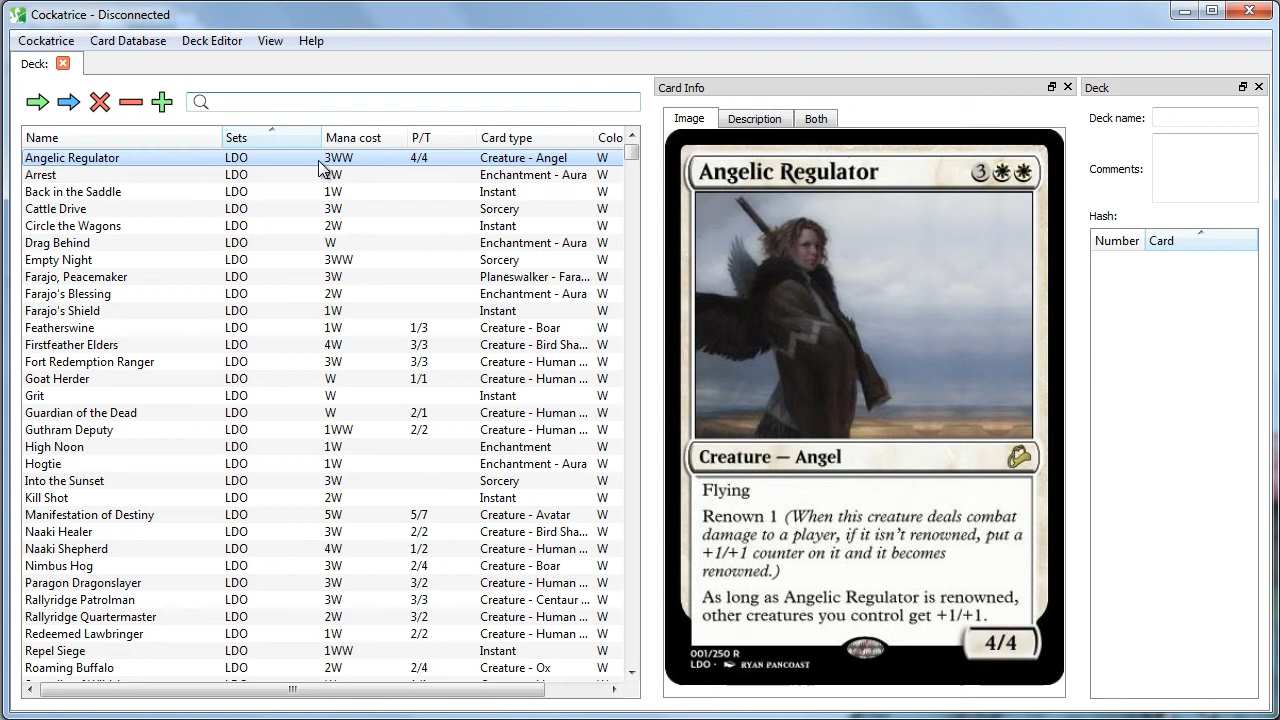 Cockatrice - Disconnected
Cockatrice Card Database Deck Editor View Help
Deck:
Name Sets Mana cost P/T Card type Colo
Angelic Regulator LDO 3WW 4/4 Creature - Angel W
Arrest LDO 2W Enchantment - Aura W
Back in the Saddle LDO 1W Instant W
Cattle Drive LDO 3W Sorcery W
Circle the Wagons LDO 2W Instant W
Drag Behind LDO W Enchantment - Aura W
Empty Night LDO 3WW Sorcery W
Farajo, Peacemaker LDO 3W Planeswalker - Fara... W
Farajo's Blessing LDO 2W Enchantment - Aura W
Farajo's Shield LDO 1W Instant W
Featherswine LDO 1W 1/3 Creature - Boar W
Firstfeather Elders LDO 4W 3/3 Creature - Bird Sha... W
Fort Redemption Ranger LDO 3W 3/3 Creature - Human ... W
Goat Herder LDO W 1/1 Creature - Human ... W
Grit LDO W Instant W
Guardian of the Dead LDO W 2/1 Creature - Human ... W
Guthram Deputy LDO 1WW 2/2 Creature - Human ... W
High Noon LDO 1W Enchantment W
Hogtie LDO 1W Enchantment - Aura W
Into the Sunset LDO 3W Sorcery W
Kill Shot LDO 2W Instant W
Manifestation of Destiny LDO 5W 5/7 Creature - Avatar W
Naaki Healer LDO 3W 2/2 Creature - Bird Sha... W
Naaki Shepherd LDO 4W 1/2 Creature - Human ... W
Nimbus Hog LDO 3W 2/4 Creature - Boar W
Paragon Dragonslayer LDO 3W 3/2 Creature - Human ... W
Rallyridge Patrolman LDO 3W 3/3 Creature - Centaur ... W
Rallyridge Quartermaster LDO 2W 3/2 Creature - Human ... W
Redeemed Lawbringer LDO 1W 2/2 Creature - Human ... W
Repel Siege LDO 1WW Instant W
Roaming Buffalo LDO 2W 2/4 Creature - Ox W
Card Info
Image Description Both
Angelic Regulator 3
Creature — Angel
Flying
Renown 1 (When this creature deals combat
damage to a player, if it isn't renowned, put a
+1/+1 counter on it and it becomes
renowned.)
As long as Angelic Regulator is renowned,
other creatures you control get +1/+1.
4/4
001/250 R
LDO · RYAN PANCOAST
Deck
Deck name:
Comments:
Hash:
Number Card